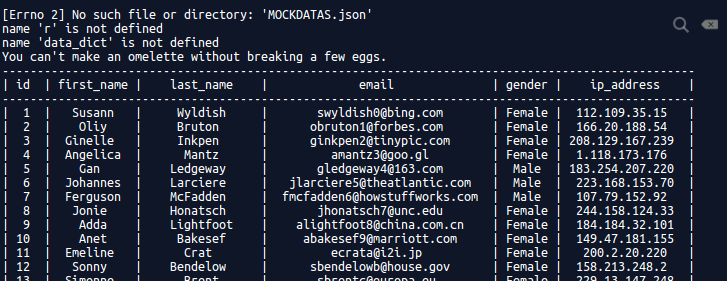 [Errno 2] No such file or directory: 'MOCKDATAS.json'
name 'r' is not defined
name 'data_dict' is not defined
You can't make an omelette without breaking a few eggs.
--------------------------------------------------------------------------------------------------
| id | first_name | last_name | email | gender | ip_address |
--------------------------------------------------------------------------------------------------
| 1 | Susann | Wyldish | swyldish0@bing.com | Female | 112.109.35.15 |
| 2 | Oliy | Bruton | obruton1@forbes.com | Female | 166.20.188.54 |
| 3 | Ginelle | Inkpen | ginkpen2@tinypic.com | Female | 208.129.167.239 |
| 4 | Angelica | Mantz | amantz3@goo.gl | Female | 1.118.173.176 |
| 5 | Gan | Ledgeway | gledgeway4@163.com | Male | 183.254.207.220 |
| 6 | Johannes | Larciere | jlarciere5@theatlantic.com | Male | 223.168.153.70 |
| 7 | Ferguson | McFadden | fmcfadden6@howstuffworks.com | Male | 107.79.152.92 |
| 8 | Jonie | Honatsch | jhonatsch7@unc.edu | Female | 244.158.124.33 |
| 9 | Adda | Lightfoot | alightfoot8@china.com.cn | Female | 184.184.32.101 |
| 10 | Anet | Bakesef | abakesef9@marriott.com | Female | 149.47.181.155 |
| 11 | Emeline | Crat | ecrata@i2i.jp | Female | 200.2.20.220 |
| 12 | Sonny | Bendelow | sbendelowb@house.gov | Female | 158.213.248.2 |
| 13 | Simonne | Brent | sbrentc@europa.eu | Female | 229.13.147.248 |